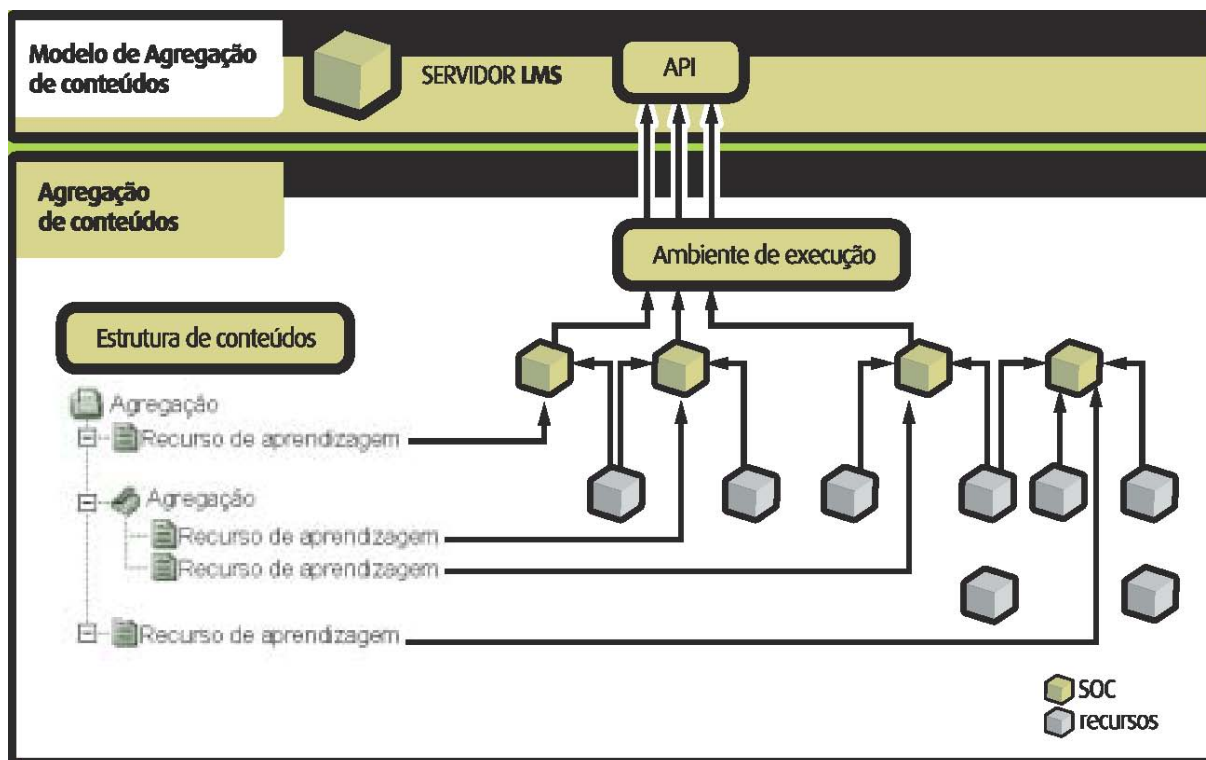 Modelo de Agregação
de conteúdos
SERVIDOR LMS
API
Agregação
de conteúdos
Ambiente de execução
Estrutura de conteúdos
Agregação
Recurso de aprendizagem
Agregação
Recurso de aprendizagem
Recurso de aprendizagem
Recurso de aprendizagem
SOC
recursos